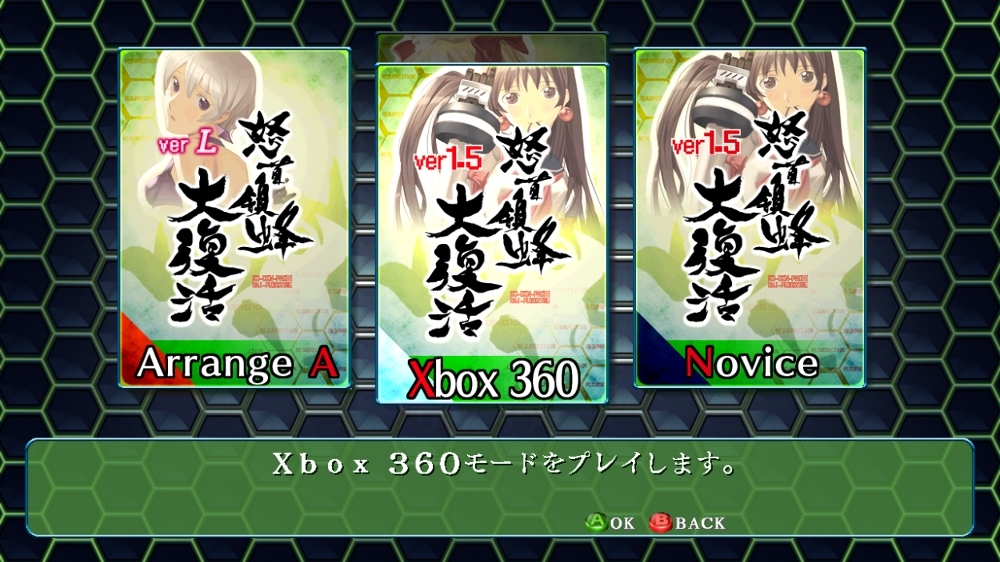 ver L
怒首領蜂
大復活
Arrange A
ver1.5
怒首領蜂
大復活
Xbox 360
ver1.5
怒首領蜂
大復活
Novice
Xbox 360モードをプレイします。
A OK B BACK